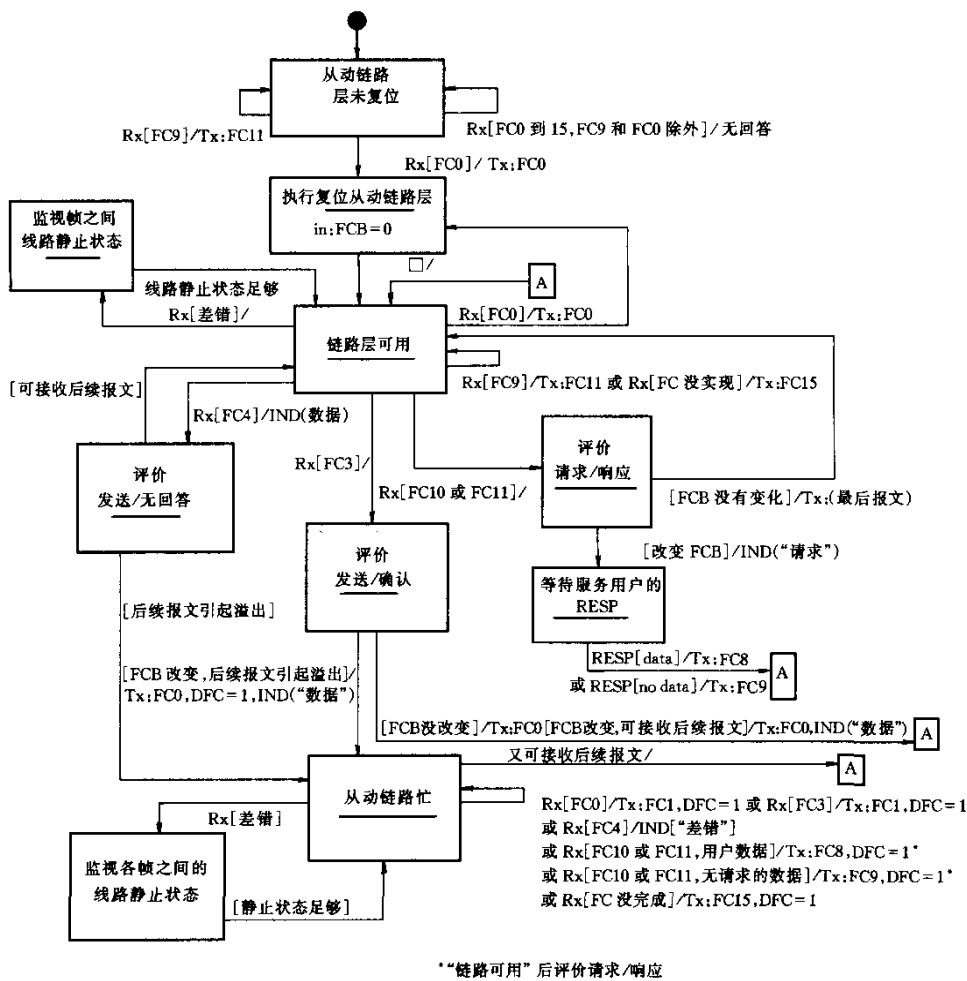 从动链路
层未复位
Rx[FC9]/Tx:FC11
Rx[FC0 到 15,FC9 和 FC0 除外]/无回答
Rx[FC0]/ Tx:FC0
执行复位从动链路层
in:FCB=0
监视帧之间
线路静止状态
□/
A
线路静止状态足够
Rx[差错]/
Rx[FC0]/Tx:FC0
链路层可用
[可接收后续报文]
Rx[FC9]/Tx:FC11 或 Rx[FC 没实现]/Tx:FC15
Rx[FC4]/IND(数据)
评价
发送/无回答
Rx[FC3]/
Rx[FC10 或 FC11]/
评价
请求/响应
[FCB 没有变化]/Tx:(最后报文)
[改变 FCB]/IND(“请求”)
评价
发送/确认
等待服务用户的
RESP
[后续报文引起溢出]
RESP[data]/Tx:FC8
或 RESP[no data]/Tx:FC9
A
[FCB 改变,后续报文引起溢出]/
Tx:FC0,DFC=1,IND(“数据”)
[FCB没改变]/Tx:FC0[FCB改变,可接收后续报文]/Tx:FC0,IND(“数据”)
A
又可接收后续报文/
A
从动链路忙
Rx[差错]
Rx[FC0]/Tx:FC1,DFC=1 或 Rx[FC3]/Tx:FC1,DFC=1
或 Rx[FC4]/IND[“差错”]
或 Rx[FC10 或 FC11,用户数据]/Tx:FC8,DFC=1*
或 Rx[FC10 或 FC11,无请求的数据]/Tx:FC9,DFC=1*
或 Rx[FC 没完成]/Tx:FC15,DFC=1
监视各帧之间的
线路静止状态
[静止状态足够]
*“链路可用”后评价请求/响应